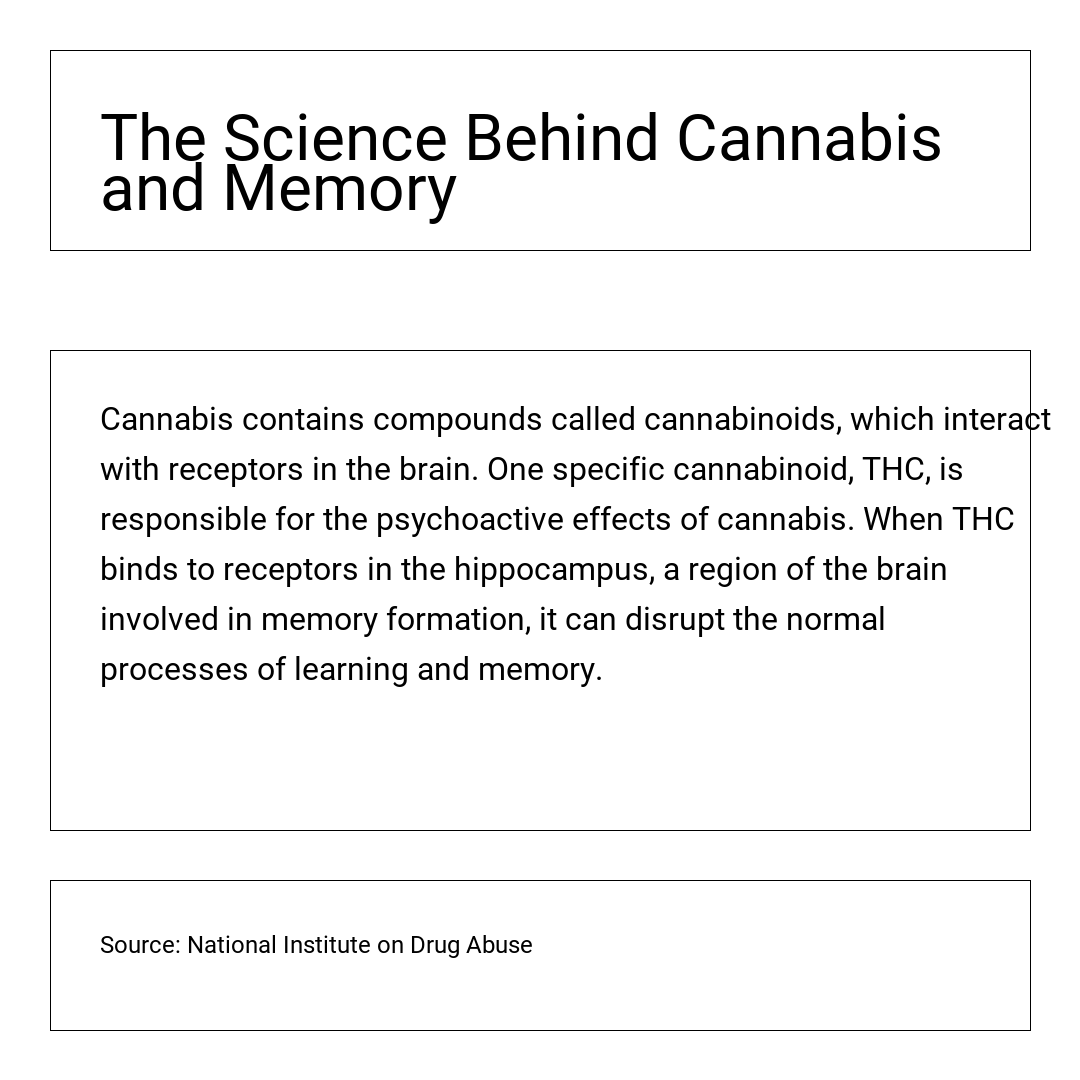 The Science Behind Cannabis
and Memory
Cannabis contains compounds called cannabinoids, which interact
with receptors in the brain. One specific cannabinoid, THC, is
responsible for the psychoactive effects of cannabis. When THC
binds to receptors in the hippocampus, a region of the brain
involved in memory formation, it can disrupt the normal
processes of learning and memory.
Source: National Institute on Drug Abuse